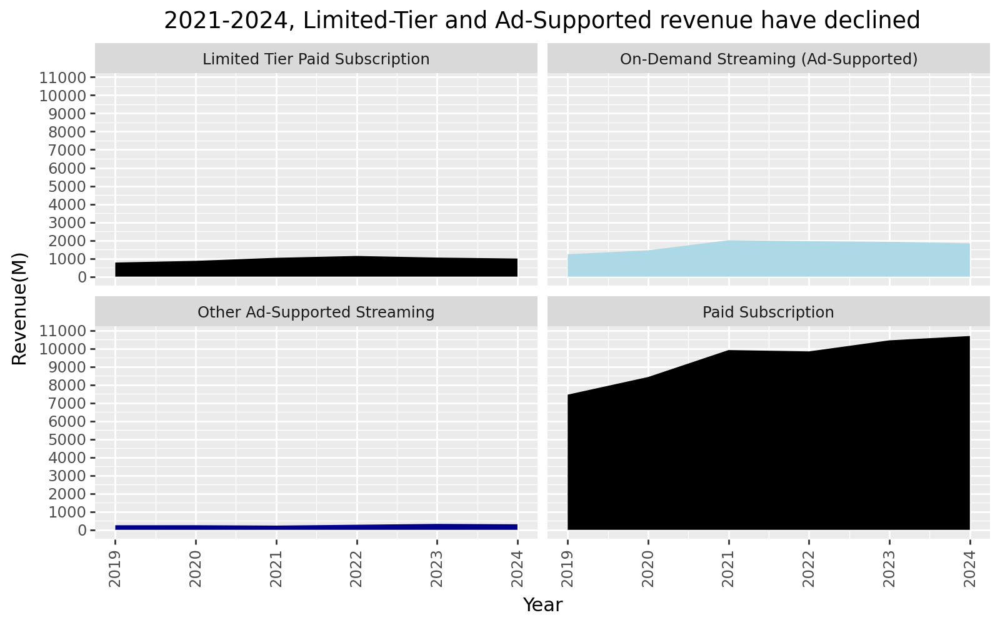 2021-2024, Limited-Tier and Ad-Supported revenue have declined
Limited Tier Paid Subscription
On-Demand Streaming (Ad-Supported)
11000
10000
9000
8000
7000
6000
5000
4000
3000
2000
1000
0
Other Ad-Supported Streaming
Paid Subscription
11000
10000
9000
8000
7000
6000
5000
4000
3000
2000
1000
0
Revenue(M)
2019 2020 2021 2022 2023 2024
2019 2020 2021 2022 2023 2024
Year